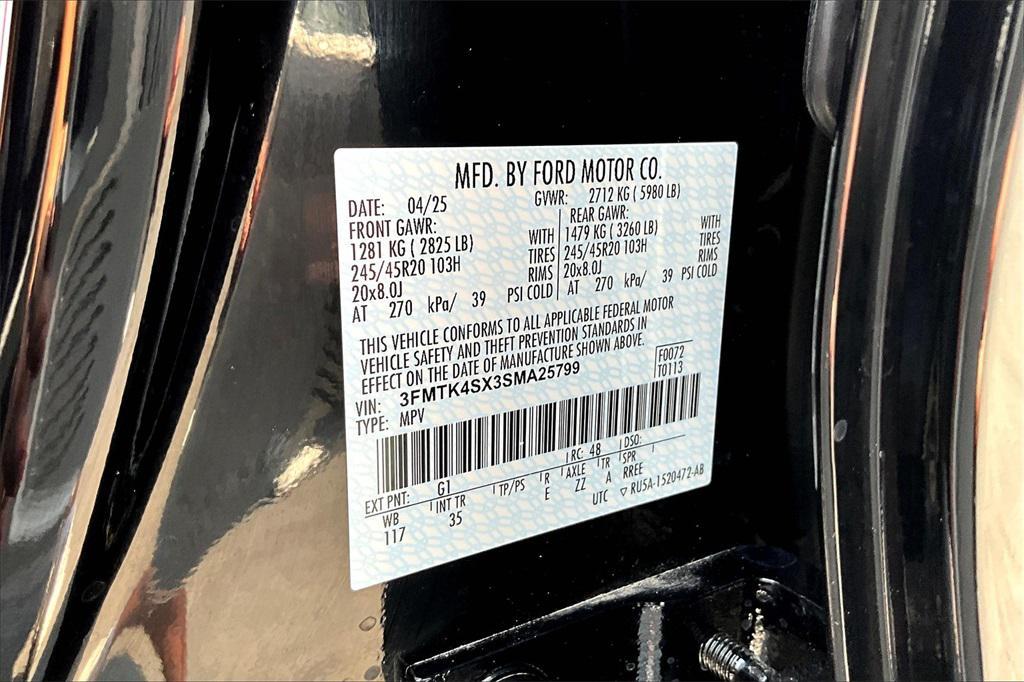 MFD. BY FORD MOTOR CO.
DATE: 04/25 GVWR: 2712 KG ( 5980 LB)
FRONT GAWR: REAR GAWR:
1281 KG ( 2825 LB) WITH 1479 KG ( 3260 LB) WITH
245/45R20 103H TIRES 245/45R20 103H TIRES
20x8.0J RIMS 20x8.0J RIMS
AT 270 kPa/ 39 PSI COLD AT 270 kPa/ 39 PSI COLD
THIS VEHICLE CONFORMS TO ALL APPLICABLE FEDERAL MOTOR
VEHICLE SAFETY AND THEFT PREVENTION STANDARDS IN
EFFECT ON THE DATE OF MANUFACTURE SHOWN ABOVE.
VIN: 3FMTK4SX3SMA25799 F0072
TYPE: MPV T0113
EXT PNT: G1 RC: 48 DSO:
WB INT TR TP/PS R AXLE TR SPR
117 35 E ZZ A RREE
UTC ▽ RU5A-1520472-AB